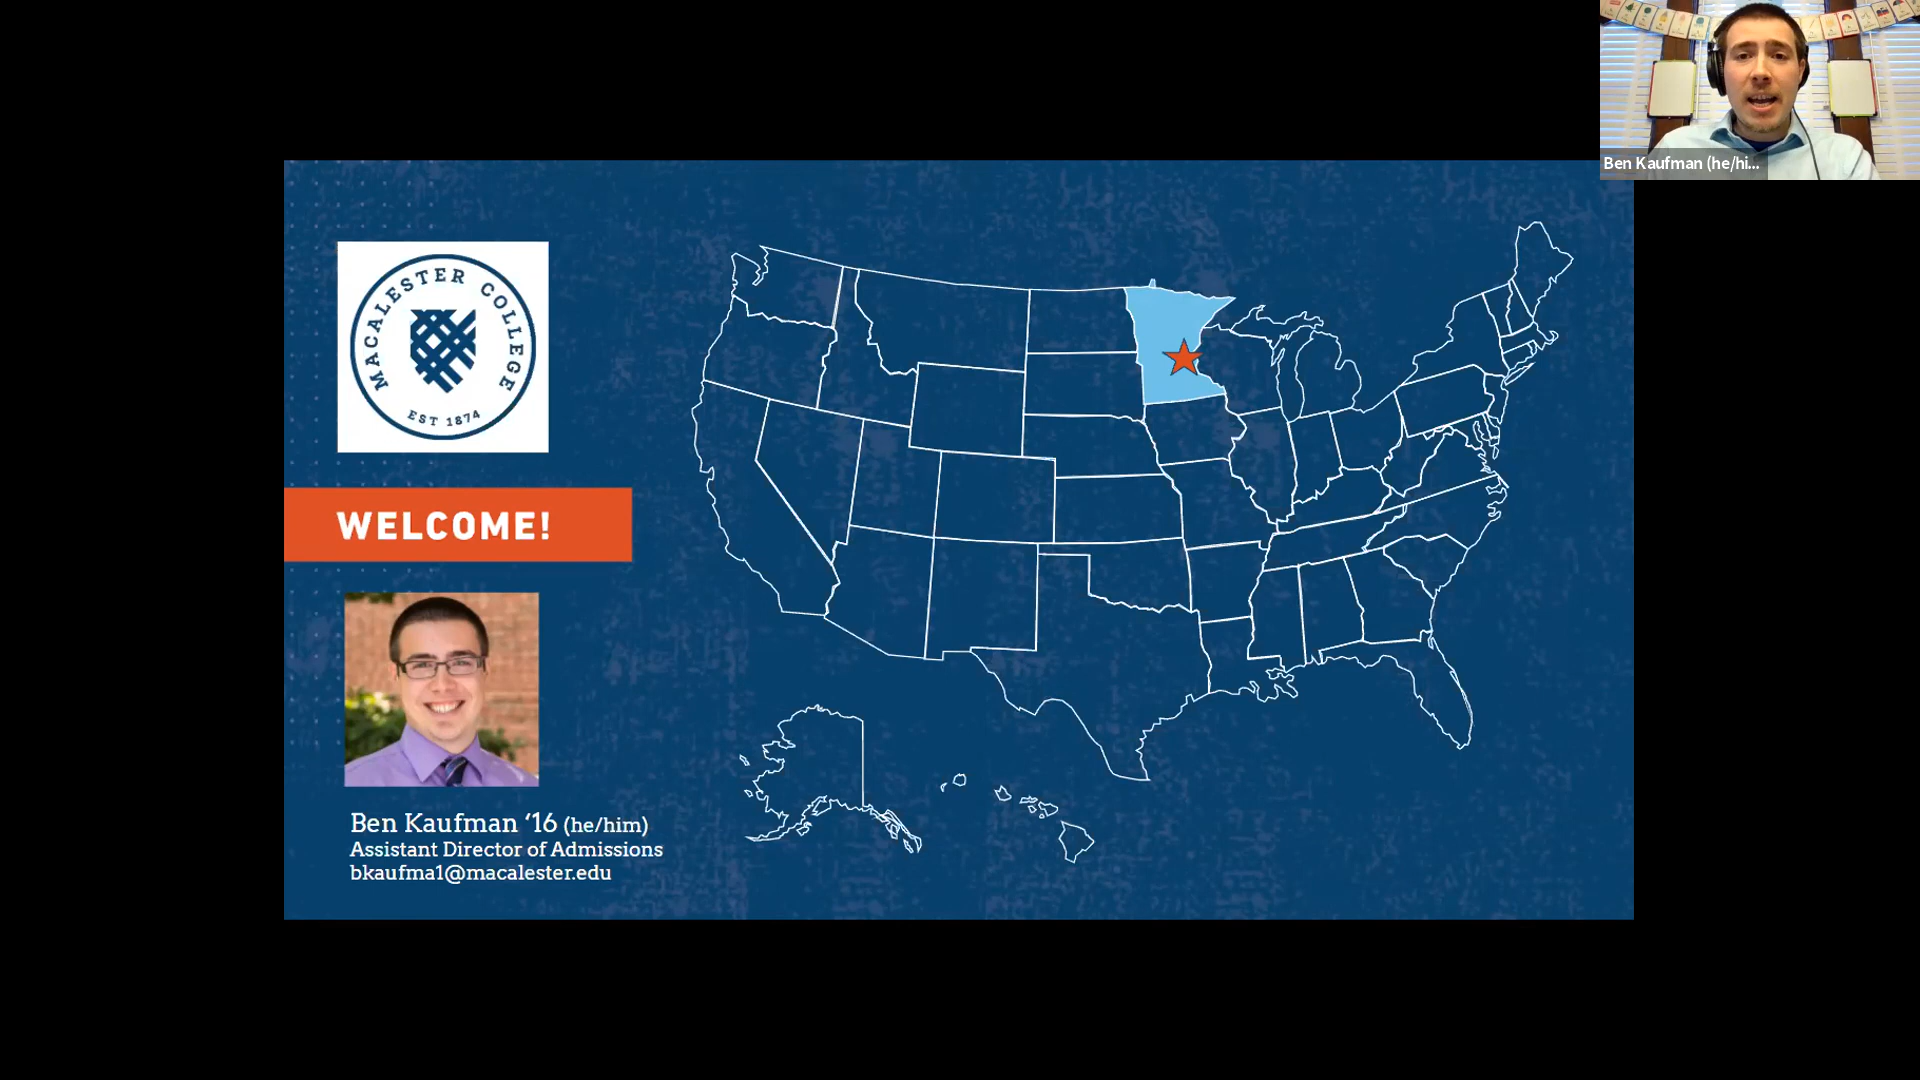 Ben Kaufman (he/hi...
MACALESTER COLLEGE
EST 1874
WELCOME!
Ben Kaufman ‘16 (he/him)
Assistant Director of Admissions
bkaufma1@macalester.edu